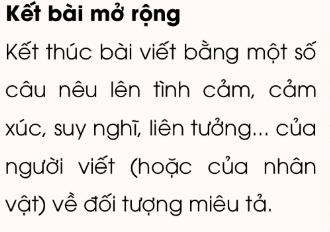 Kết bài mở rộng
Kết thúc bài viết bằng một số
câu nêu lên tình cảm, cảm
xúc, suy nghĩ, liên tưởng... của
người viết (hoặc của nhân
vật) về đối tượng miêu tả.